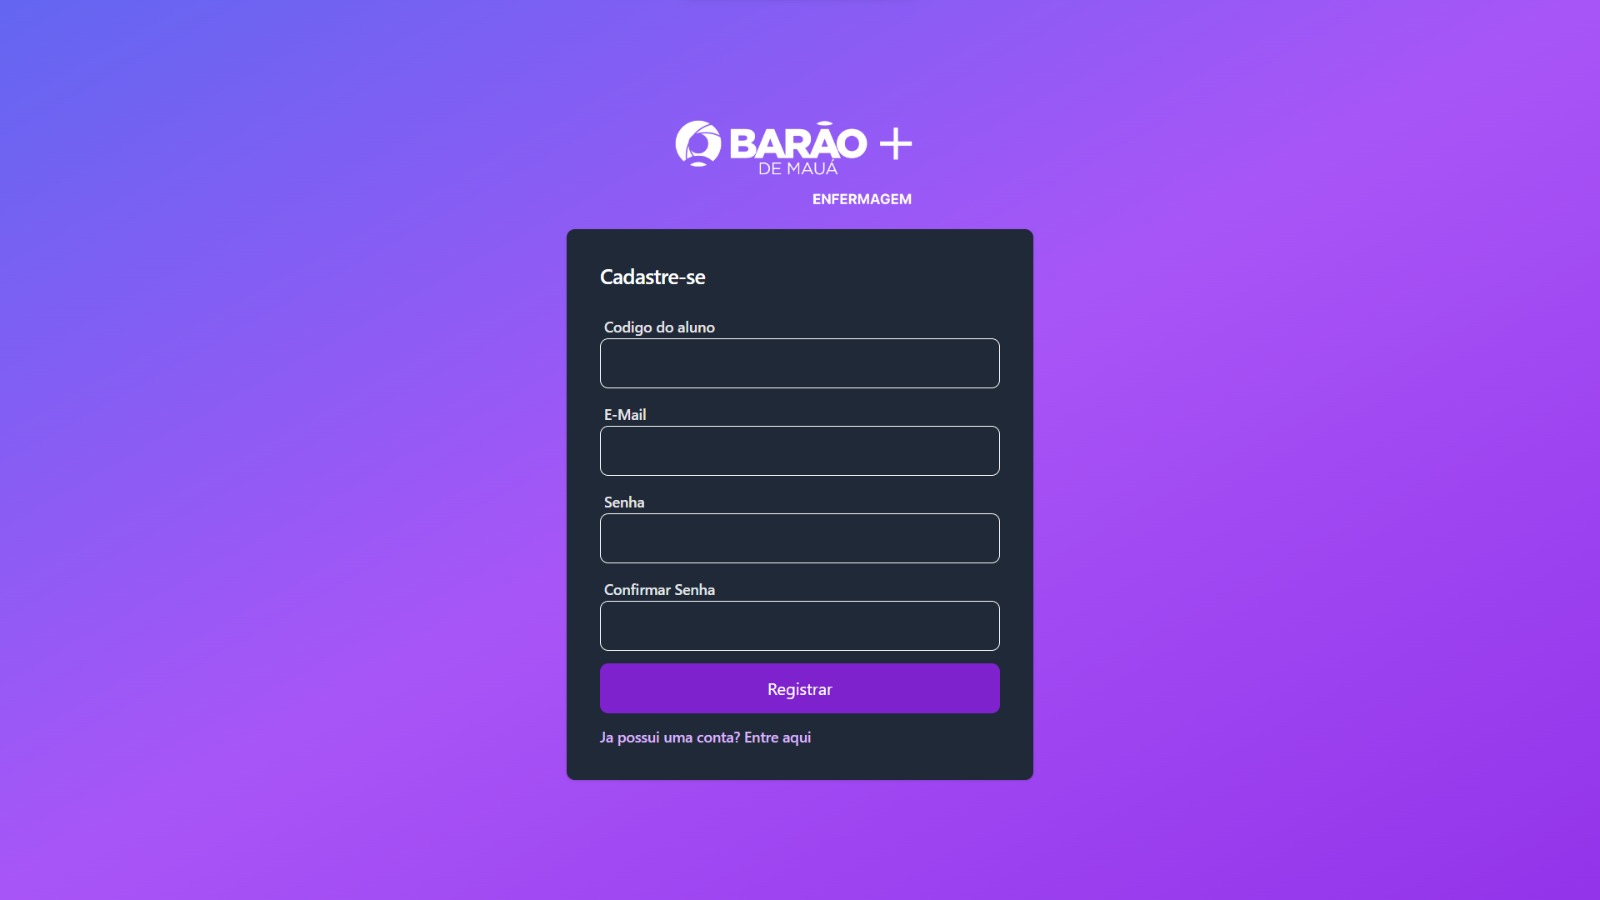 BARÃO +
DE MAUÁ
ENFERMAGEM
Cadastre-se
Codigo do aluno
E-Mail
Senha
Confirmar Senha
Registrar
Ja possui uma conta? Entre aqui